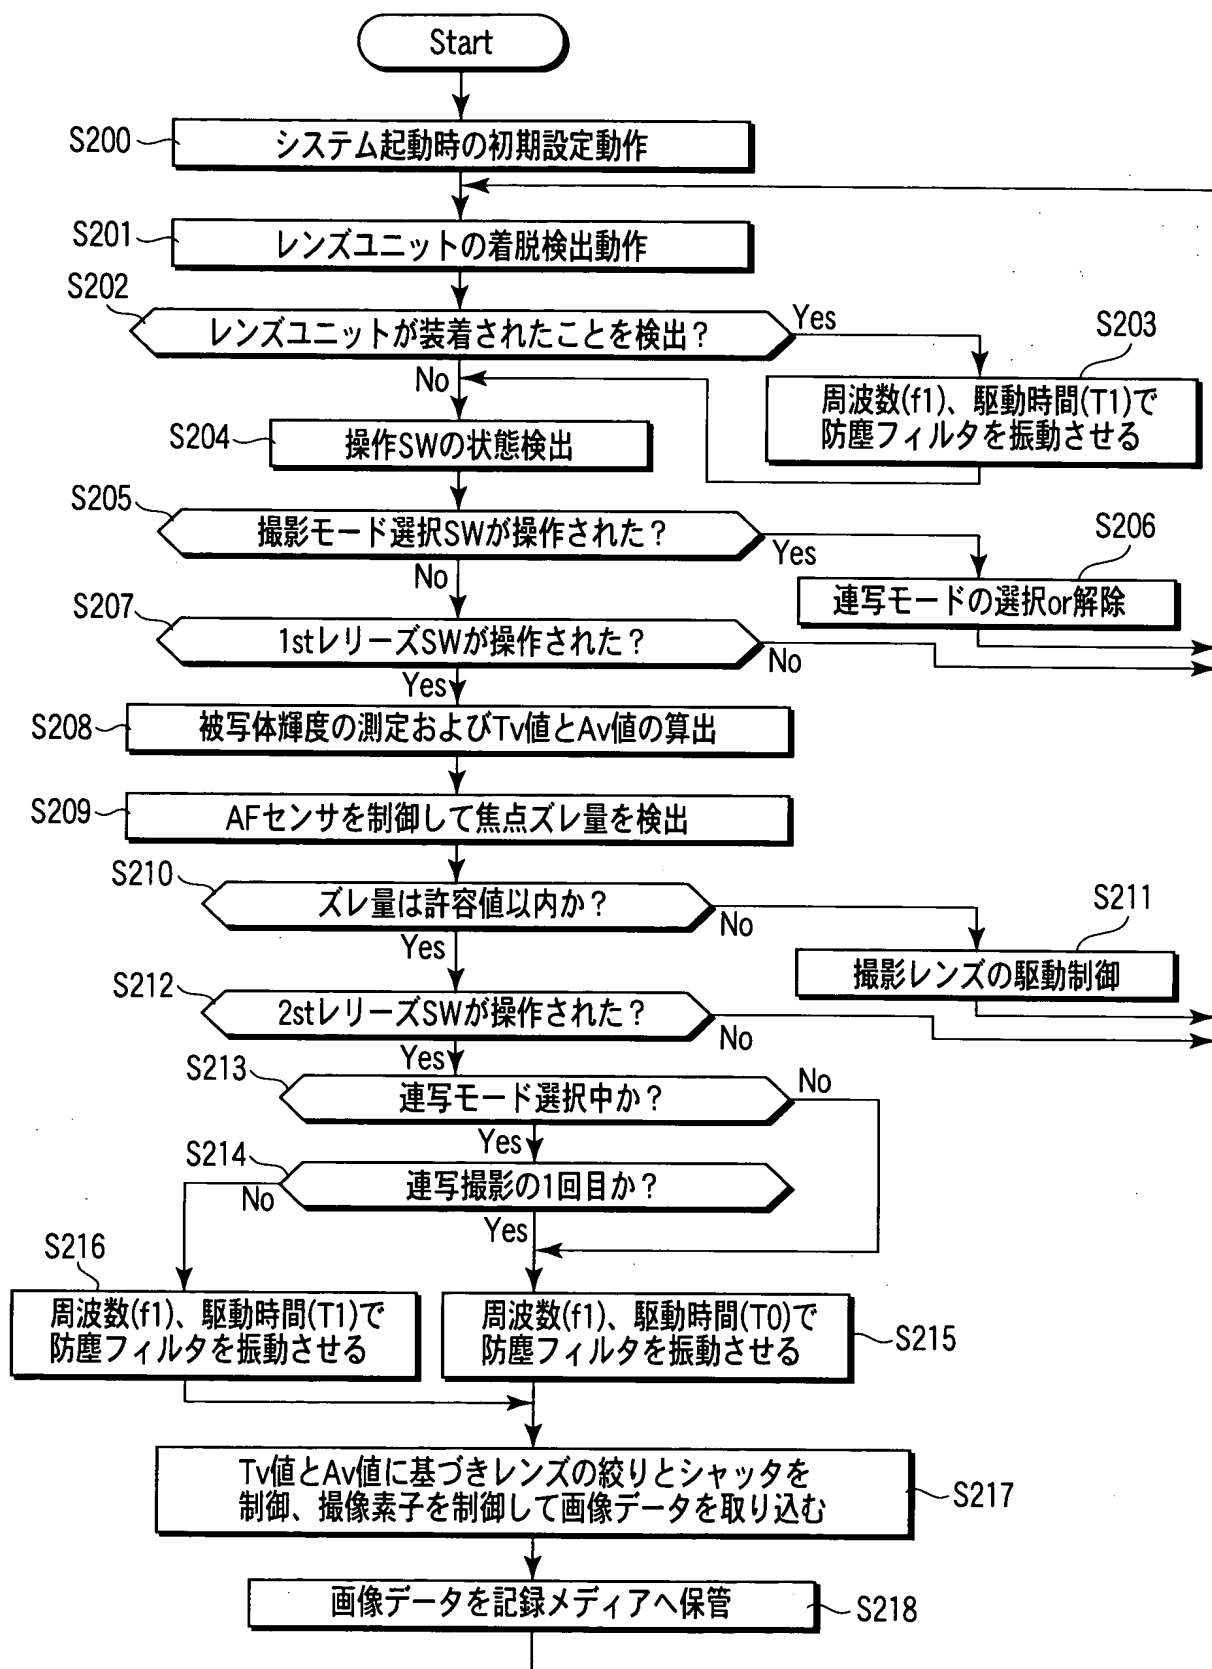 Start
S200
システム起動時の初期設定動作
S201
レンズユニットの着脱検出動作
S202
レンズユニットが装着されたことを検出？
Yes
No
S203
周波数(f1)、駆動時間(T1)で
防塵フィルタを振動させる
S204
操作SWの状態検出
S205
撮影モード選択SWが操作された？
Yes
No
S206
連写モードの選択or解除
S207
1stレリーズSWが操作された？
No
Yes
S208
被写体輝度の測定およびTv値とAv値の算出
S209
AFセンサを制御して焦点ズレ量を検出
S210
ズレ量は許容値以内か？
No
Yes
S211
撮影レンズの駆動制御
S212
2stレリーズSWが操作された？
No
Yes
S213
連写モード選択中か？
No
Yes
S214
連写撮影の1回目か？
No
Yes
S216
周波数(f1)、駆動時間(T1)で
防塵フィルタを振動させる
周波数(f1)、駆動時間(T0)で
防塵フィルタを振動させる
S215
Tv値とAv値に基づきレンズの絞りとシャッタを
制御、撮像素子を制御して画像データを取り込む
S217
画像データを記録メディアへ保管
S218